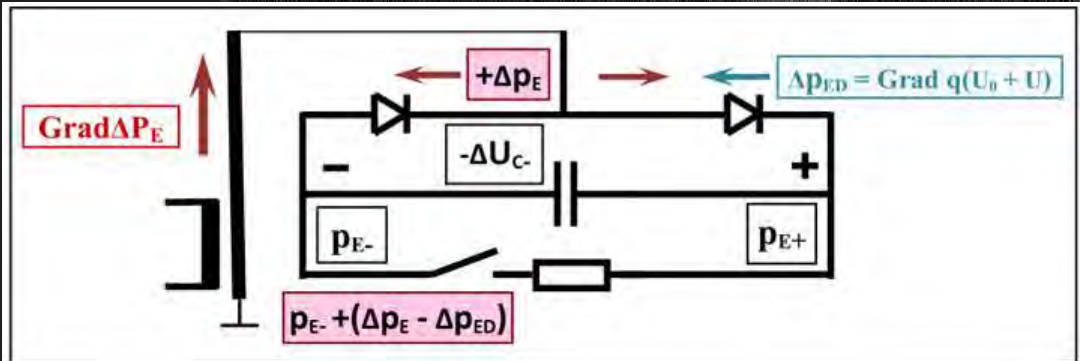 +Δp_E
Δp_ED = Grad q(U_0 + U)
GradΔP_E
-ΔU_C-
−
+
p_E-
p_E+
p_E- +(Δp_E - Δp_ED)